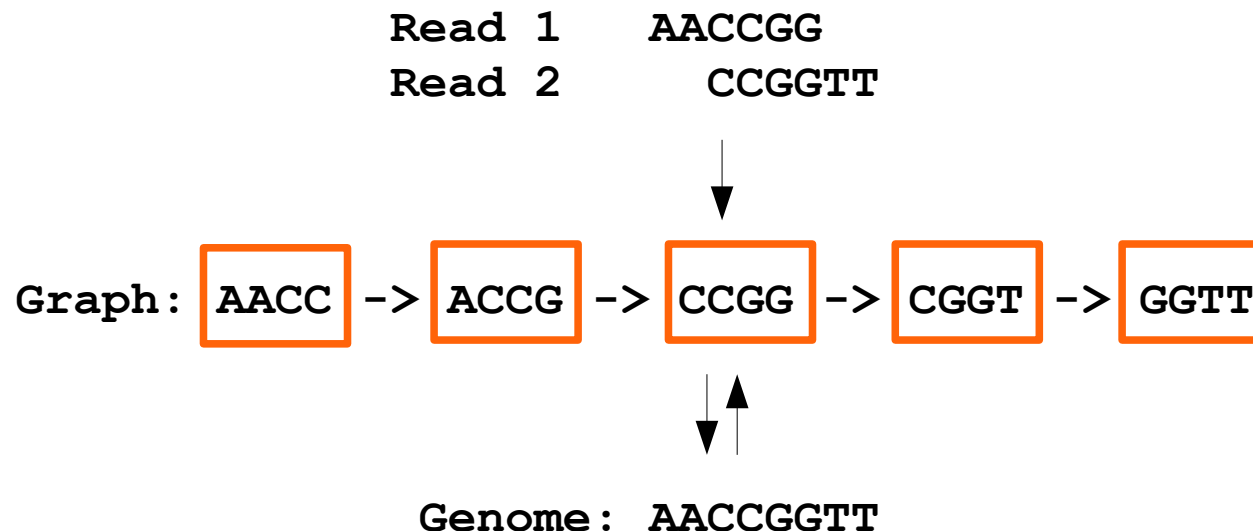 Read 1 AACCGG
Read 2 CCGGTT
Graph: AACC -> ACCG -> CCGG -> CGGT -> GGTT
Genome: AACCGGTT